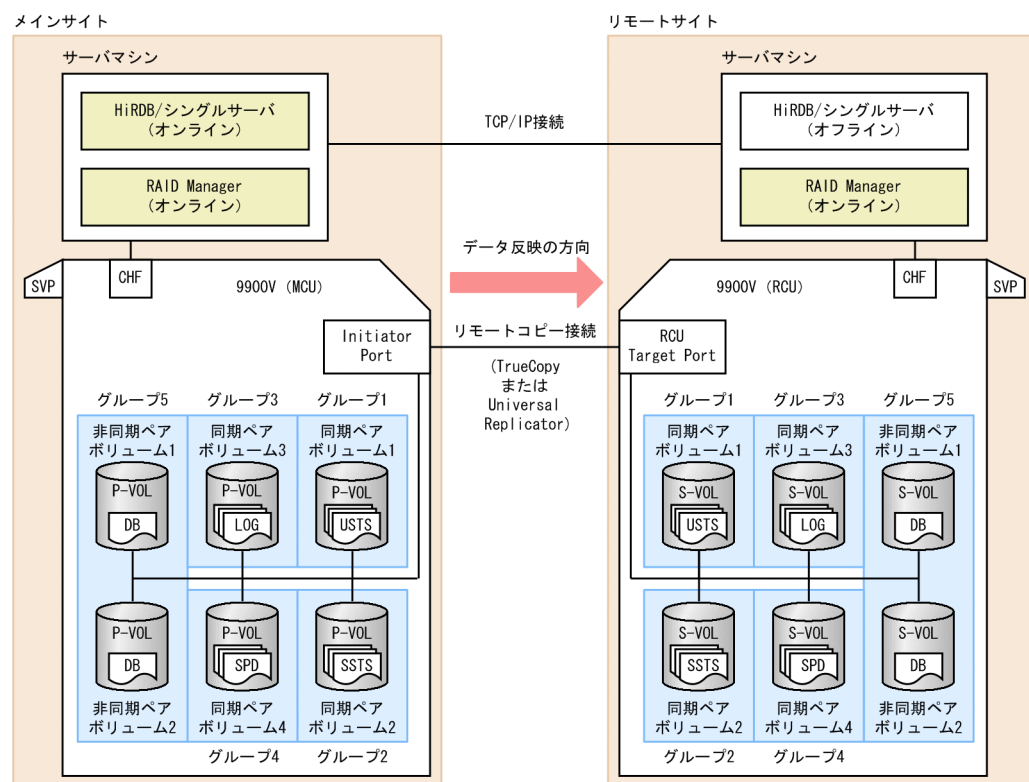 メインサイト
サーバマシン
HiRDB/シングルサーバ
(オンライン)
RAID Manager
(オンライン)
SVP
CHF
9900V (MCU)
Initiator
Port
グループ5
グループ3
グループ1
非同期ペア
ボリューム1
同期ペア
ボリューム3
同期ペア
ボリューム1
P-VOL
DB
P-VOL
LOG
P-VOL
USTS
P-VOL
DB
P-VOL
SPD
P-VOL
SSTS
非同期ペア
ボリューム2
同期ペア
ボリューム4
同期ペア
ボリューム2
グループ4
グループ2
TCP/IP接続
データ反映の方向
リモートコピー接続
(TrueCopy
または
Universal
Replicator)
リモートサイト
サーバマシン
HiRDB/シングルサーバ
(オフライン)
RAID Manager
(オンライン)
CHF
SVP
9900V (RCU)
RCU
Target Port
グループ1
グループ3
グループ5
同期ペア
ボリューム1
同期ペア
ボリューム3
非同期ペア
ボリューム1
S-VOL
USTS
S-VOL
LOG
S-VOL
DB
S-VOL
SSTS
S-VOL
SPD
S-VOL
DB
同期ペア
ボリューム2
同期ペア
ボリューム4
非同期ペア
ボリューム2
グループ2
グループ4